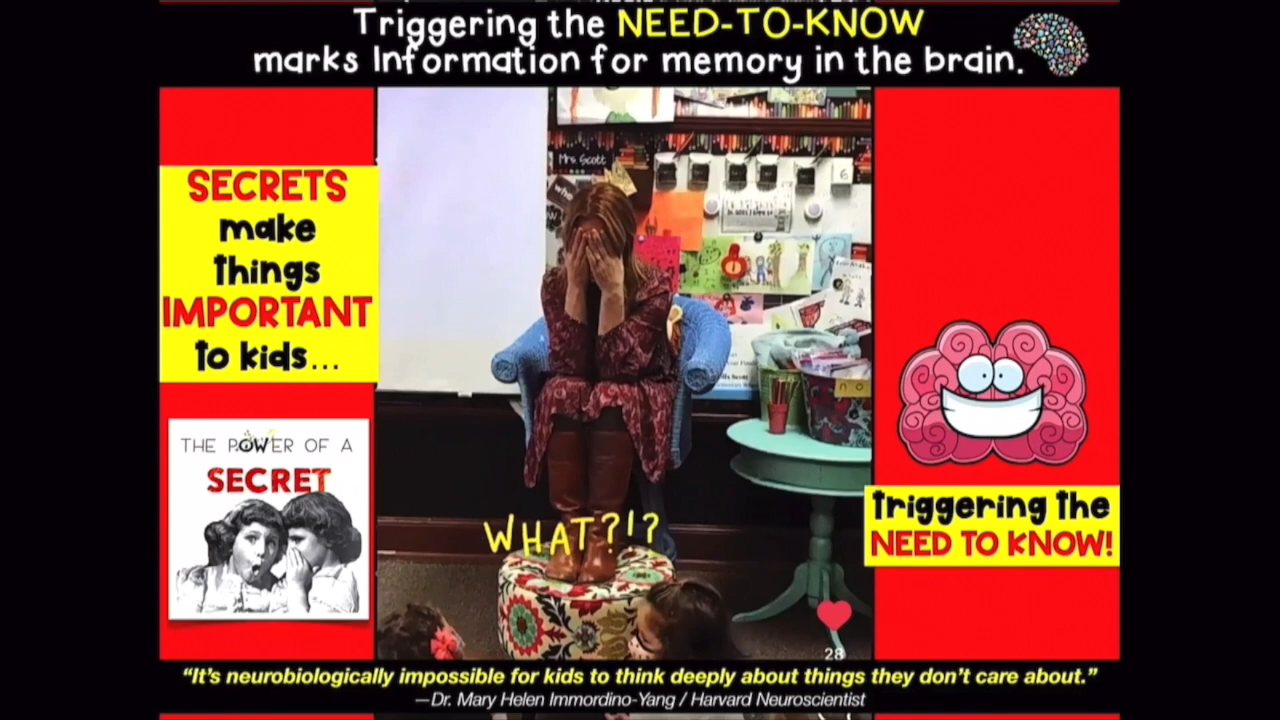 Triggering the NEED-TO-KNOW
marks Information for memory in the brain.
SECRETS
make
things
IMPORTANT
to kids...
THE POWER OF A
SECRET
Mrs. Scott
who
6
WHAT?!?
28
Triggering the
NEED TO KNOW!
“It’s neurobiologically impossible for kids to think deeply about things they don’t care about.”
—Dr. Mary Helen Immordino-Yang / Harvard Neuroscientist